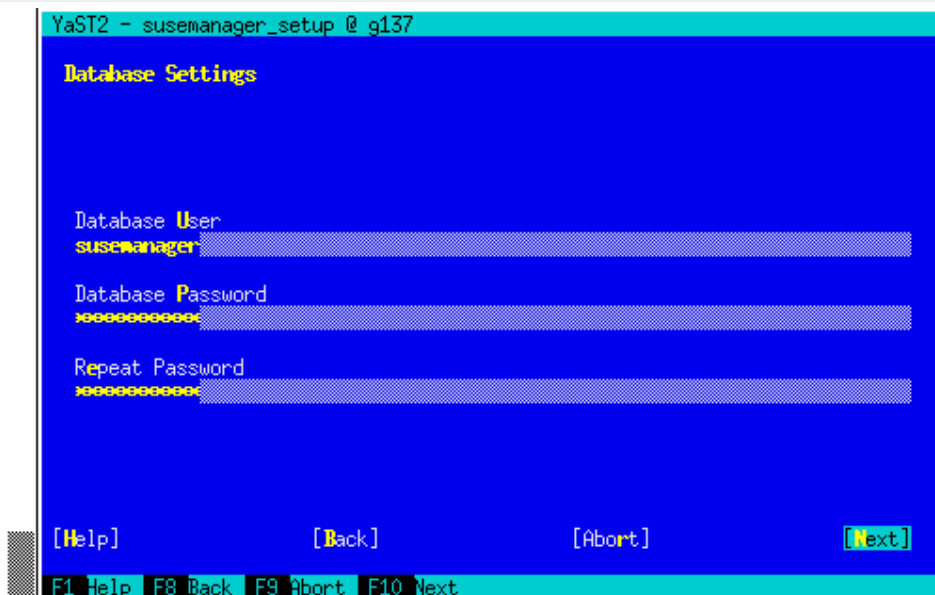 YaST2 - susemanager_setup @ g137
Database Settings
Database User
susemanager
Database Password
************
Repeat Password
************
[Help] [Back] [Abort] [Next]
F1 Help F8 Back F9 Abort F10 Next